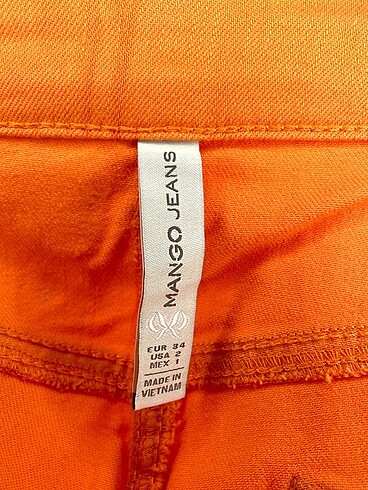 MANGO JEANS
EUR 34
USA 2
MEX 1
MADE IN
VIETNAM